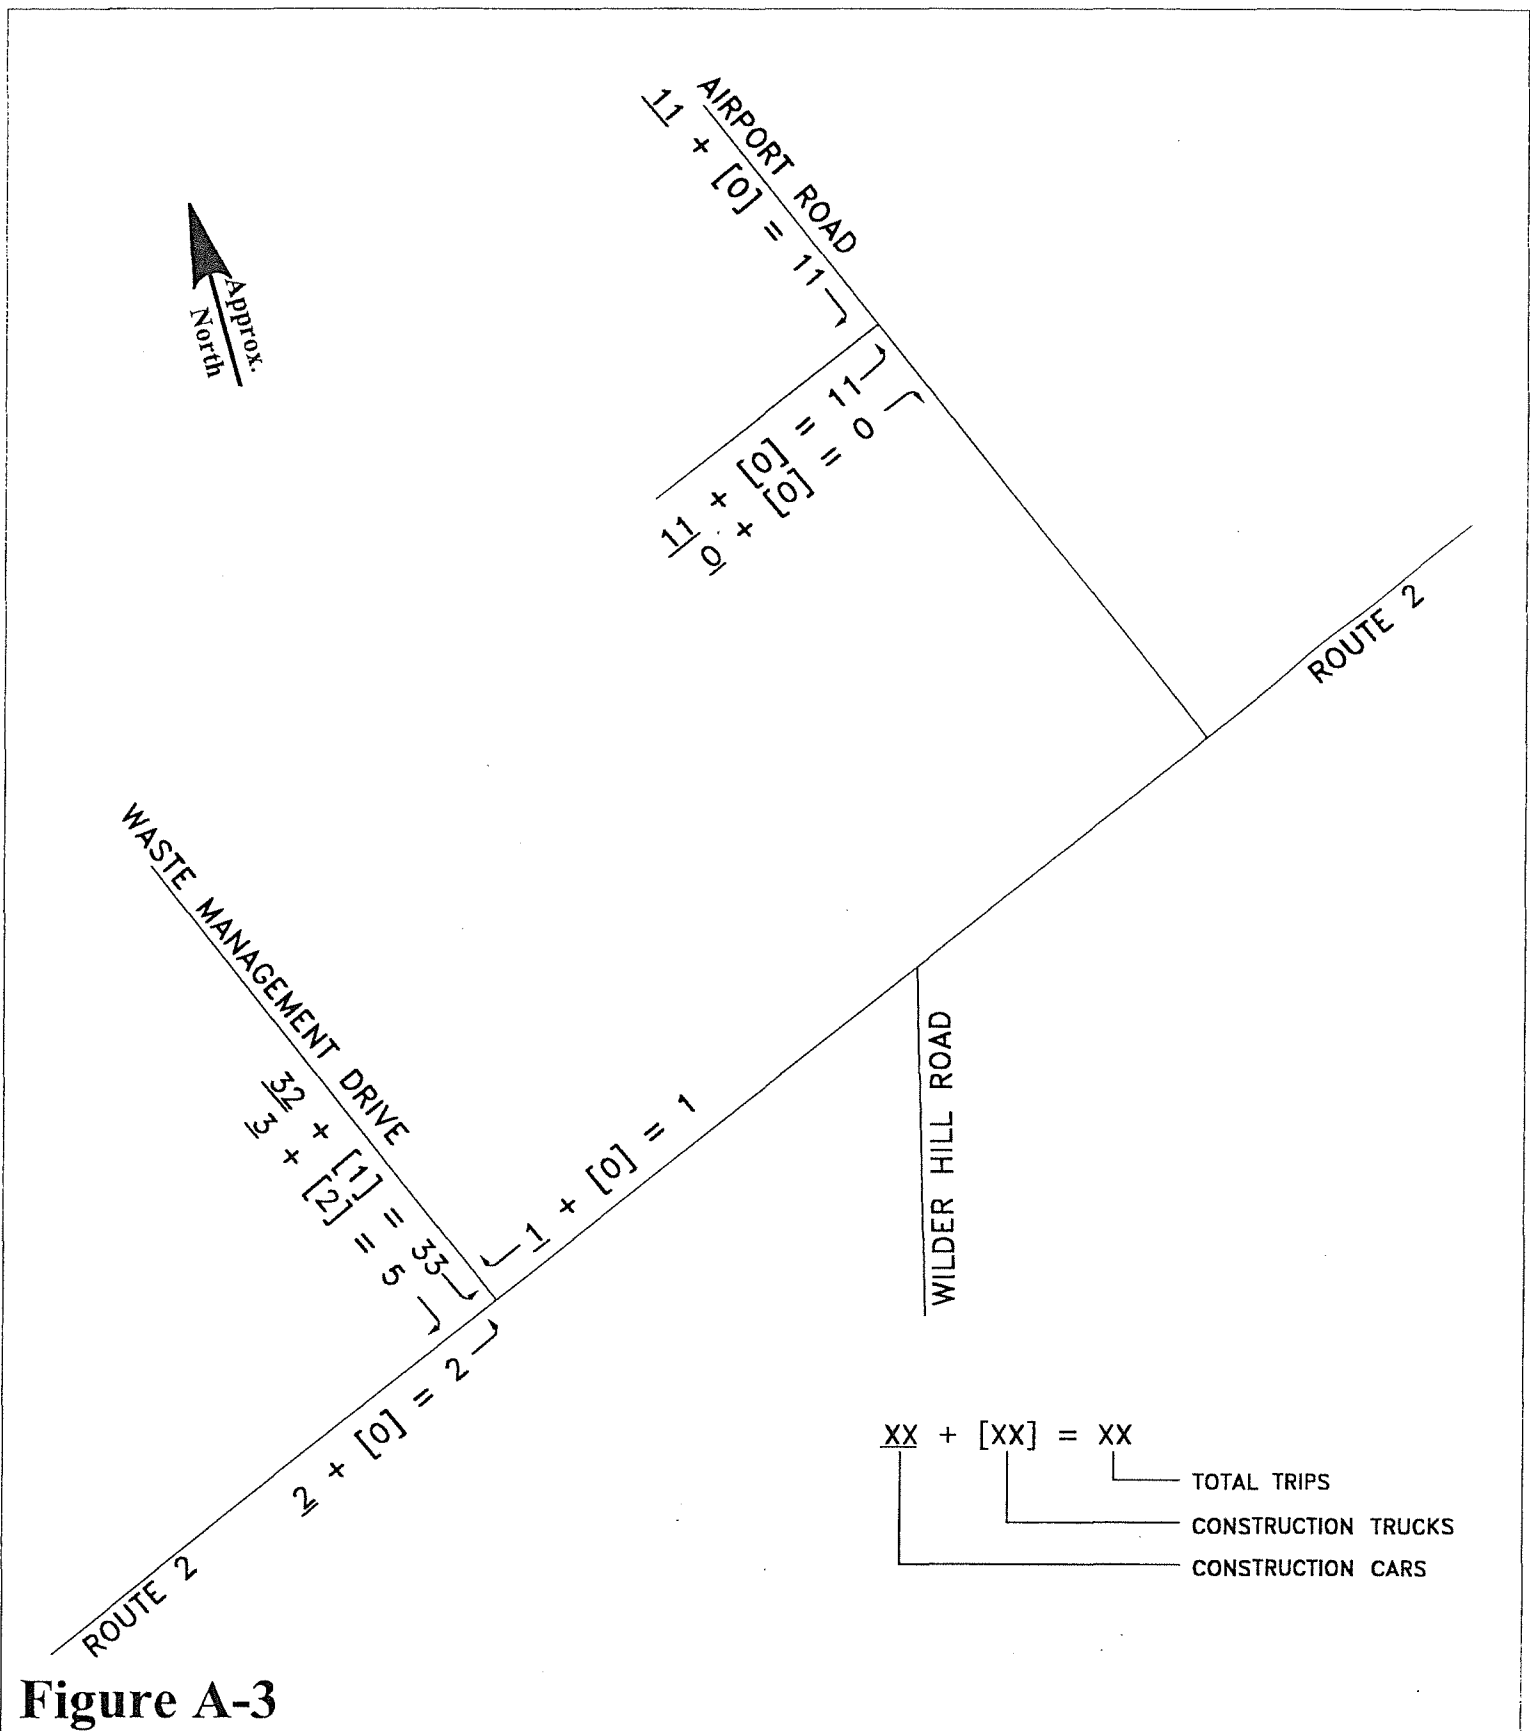 AIRPORT ROAD
11 + [0] = 11
Approx.
North
11 + [0] = 11
0 + [0] = 0
ROUTE 2
WASTE MANAGEMENT DRIVE
32 + [1] = 33
3 + [2] = 5
1 + [0] = 1
WILDER HILL ROAD
2 + [0] = 2
ROUTE 2
XX + [XX] = XX
TOTAL TRIPS
CONSTRUCTION TRUCKS
CONSTRUCTION CARS
Figure A-3